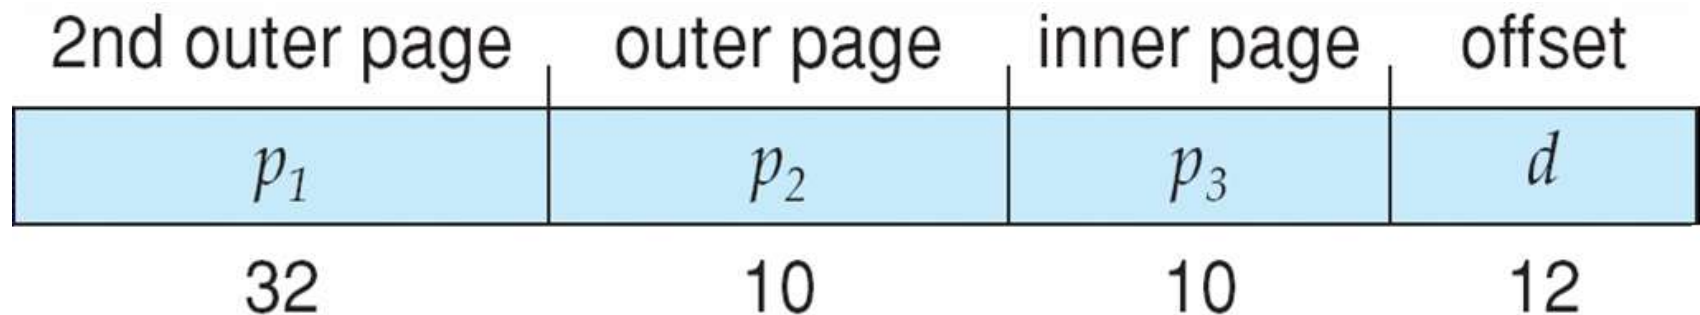 2nd outer page outer page inner page offset
p1 p2 p3 d
32 10 10 12